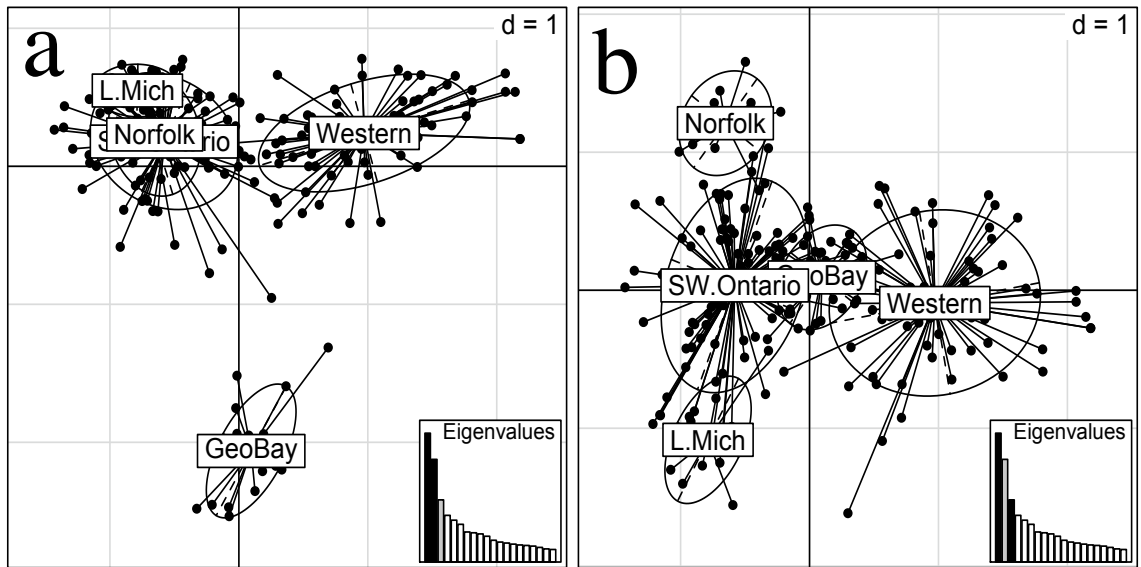 a
d = 1
L.Mich
Norfolk
Western
GeoBay
Eigenvalues
b
d = 1
Norfolk
SW.Ontario
Western
L.Mich
Eigenvalues